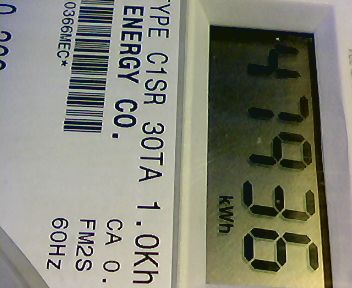 47936
kWh
TYPE C1SR 30TA 1.0Kh
ENERGY CO.
CA 0.
FM2S
60HZ
0366MEC*